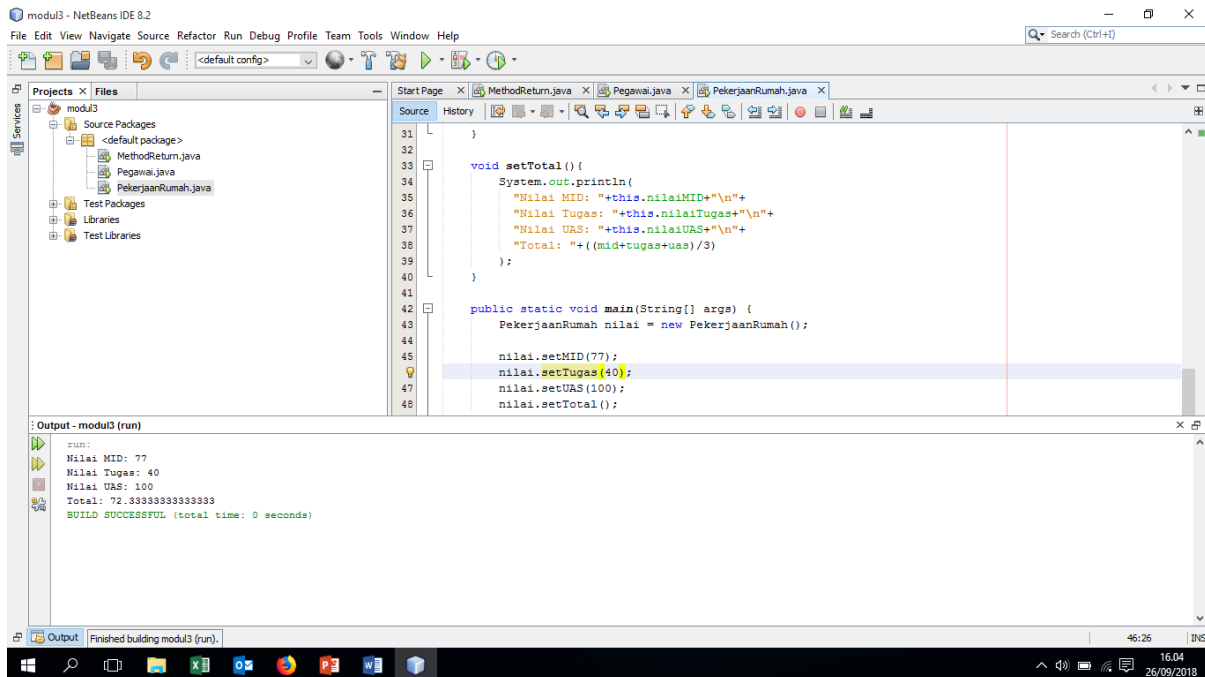 modul3 - NetBeans IDE 8.2
File Edit View Navigate Source Refactor Run Debug Profile Team Tools Window Help
Search (Ctrl+I)
<default config>
Projects Files
Start Page MethodReturn.java Pegawai.java PekerjaanRumah.java
Services
Source History
modul3
Source Packages
<default package>
MethodReturn.java
Pegawai.java
PekerjaanRumah.java
Test Packages
Libraries
Test Libraries
31 }
32
33 void setTotal(){
34 System.out.println(
35 "Nilai MID: "+this.nilaiMID+"\n"+
36 "Nilai Tugas: "+this.nilaiTugas+"\n"+
37 "Nilai UAS: "+this.nilaiUAS+"\n"+
38 "Total: "+((mid+tugas+uas)/3)
39 );
40 }
41
42 public static void main(String[] args) {
43 PekerjaanRumah nilai = new PekerjaanRumah();
44
45 nilai.setMID(77);
nilai.setTugas(40);
47 nilai.setUAS(100);
48 nilai.setTotal();
Output - modul3 (run)
run:
Nilai MID: 77
Nilai Tugas: 40
Nilai UAS: 100
Total: 72.33333333333333
BUILD SUCCESSFUL (total time: 0 seconds)
Output Finished building modul3 (run).
46:26 INS
16.04
26/09/2018